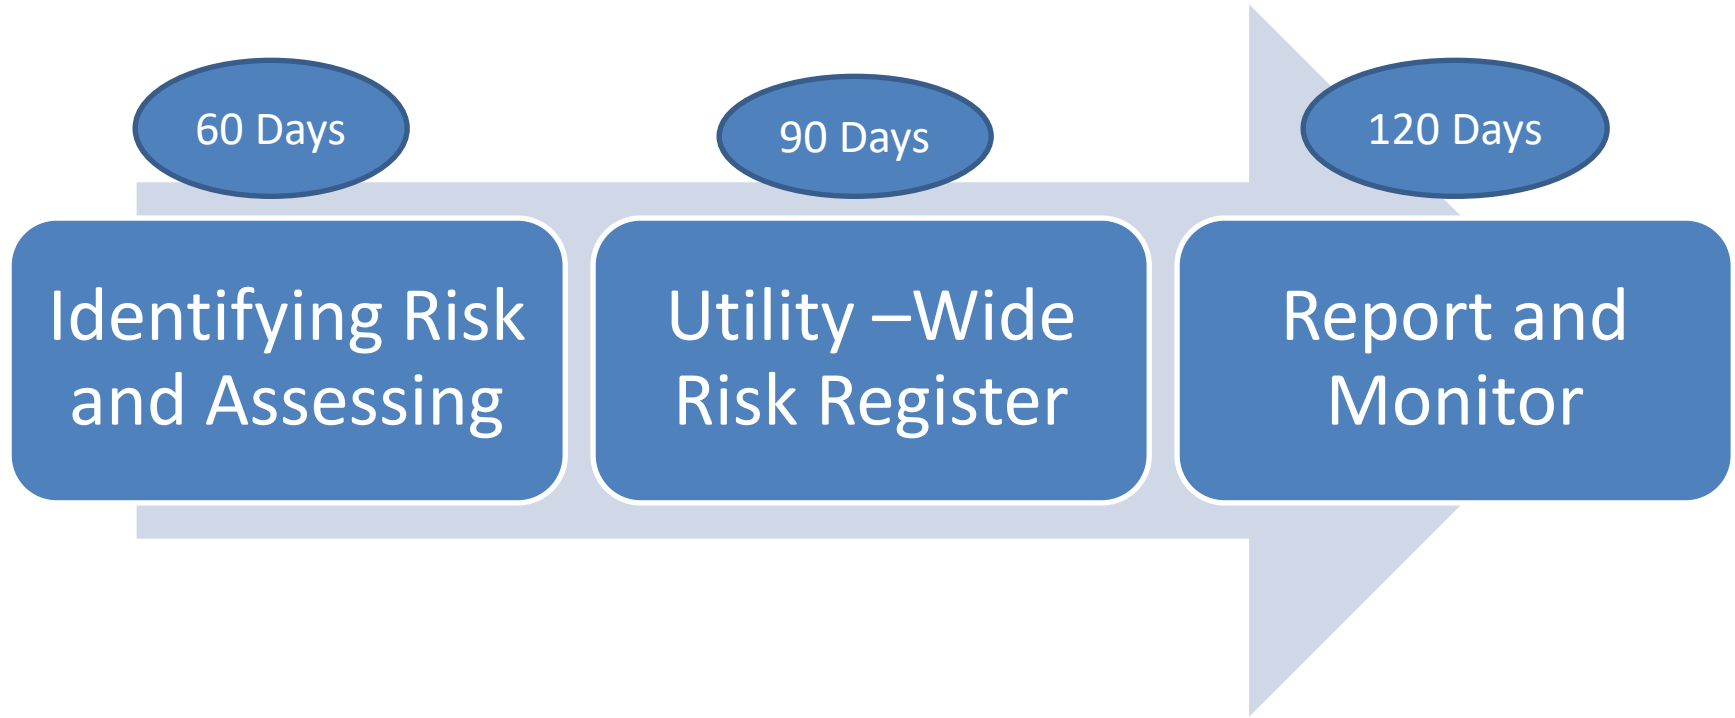 60 Days
90 Days
120 Days
Identifying Risk
and Assessing
Utility –Wide
Risk Register
Report and
Monitor